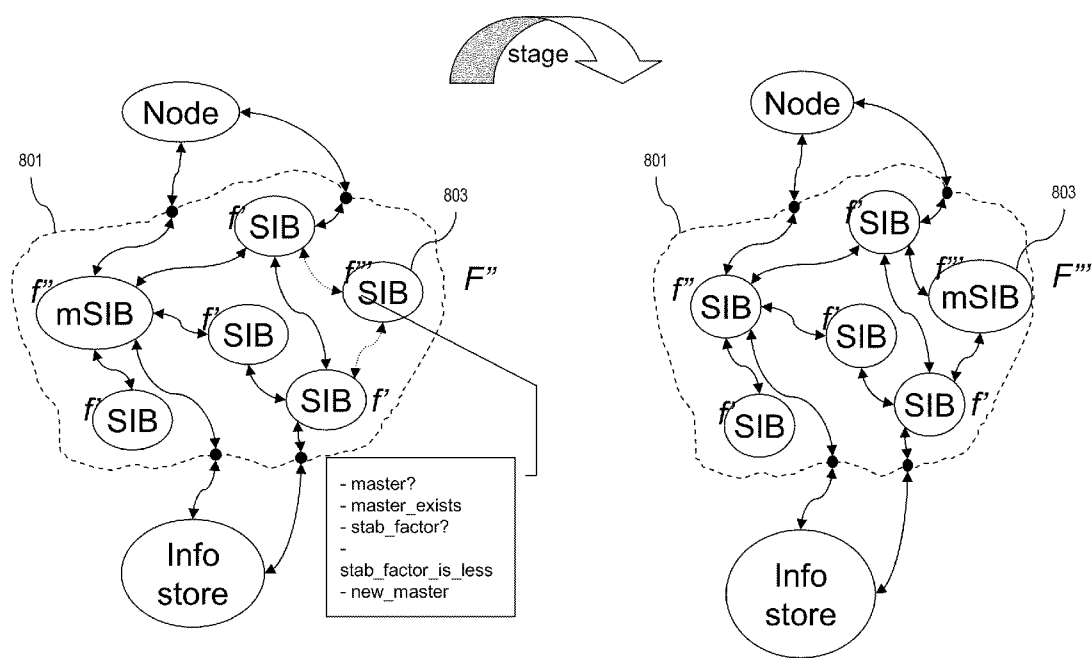 stage
Node
801
803
f'
SIB
f'''
SIB
F''
f''
mSIB
f'
SIB
f'
SIB
SIB
f'
- master?
- master_exists
- stab_factor?
-
stab_factor_is_less
- new_master
Info
store
Node
801
803
f'
SIB
f'''
mSIB
F'''
f''
SIB
f'
SIB
f'
SIB
SIB
f'
Info
store